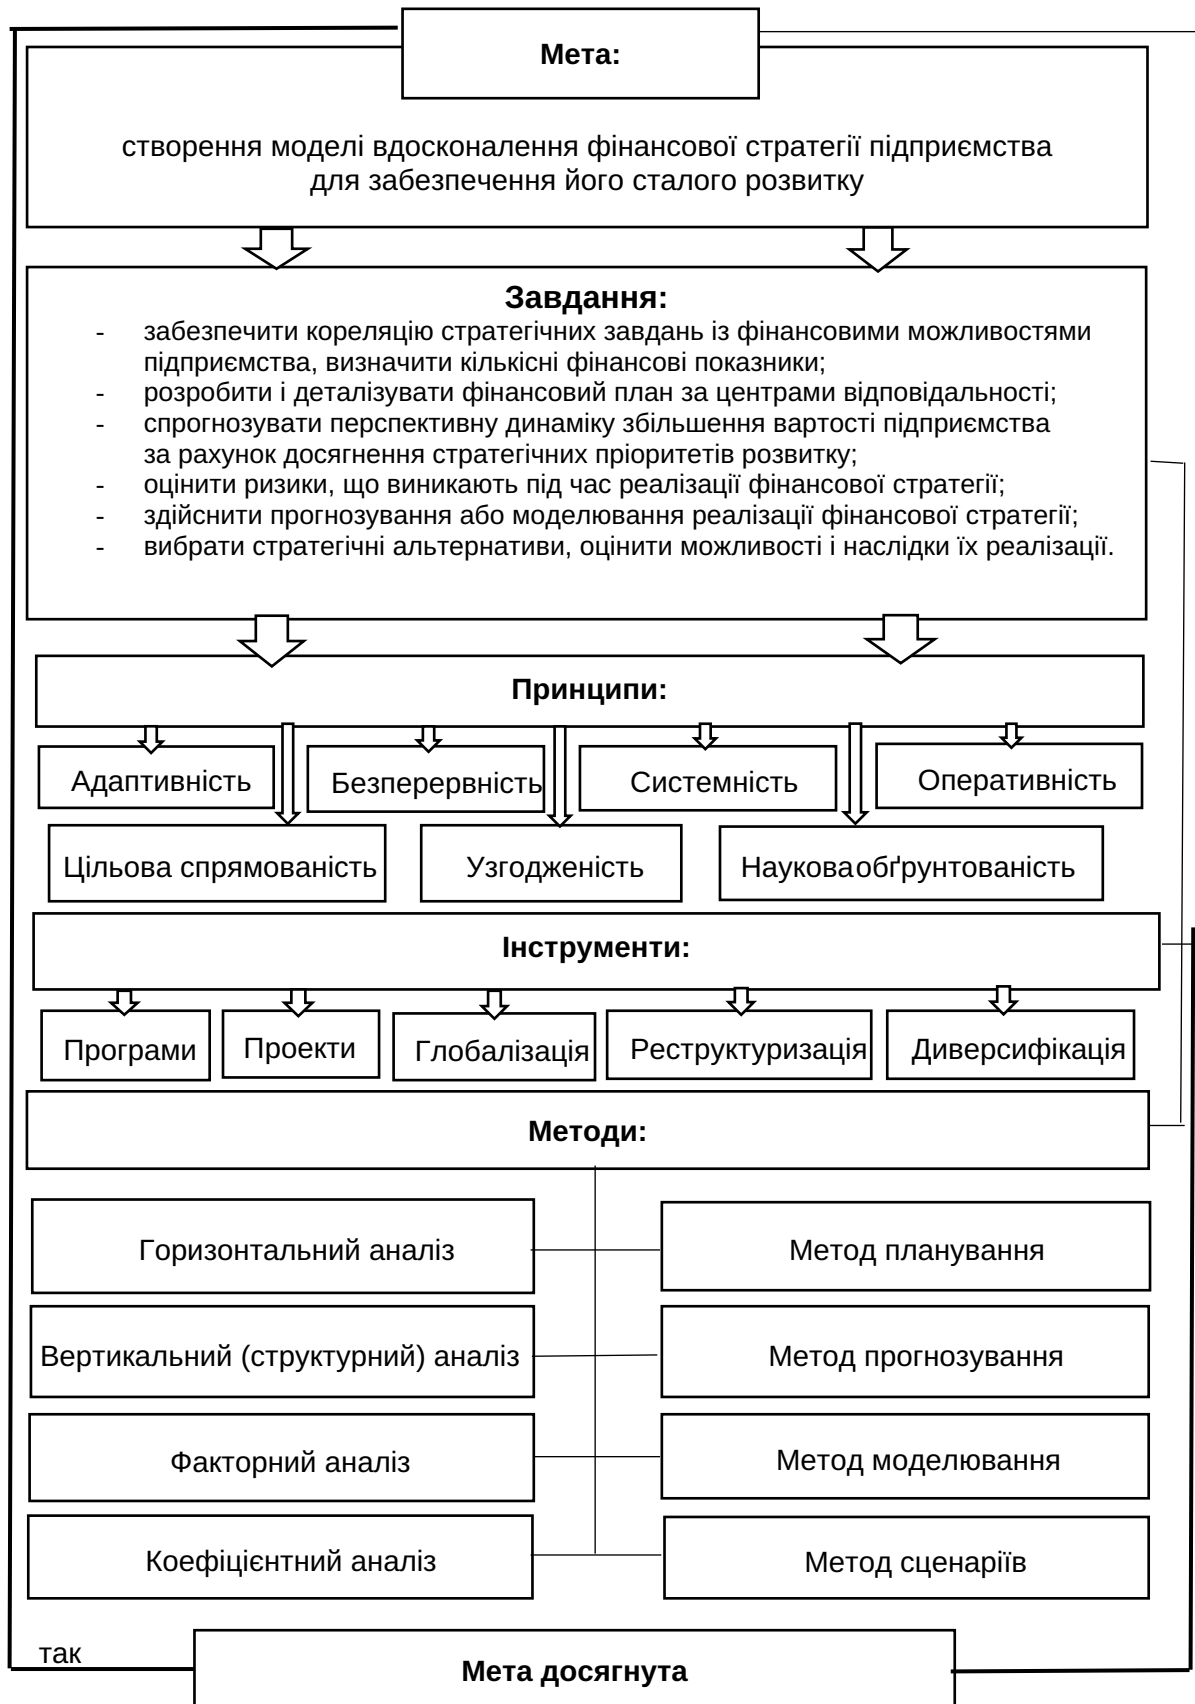 Мета:
створення моделі вдосконалення фінансової стратегії підприємства
для забезпечення його сталого розвитку
Завдання:
- забезпечити кореляцію стратегічних завдань із фінансовими можливостями
підприємства, визначити кількісні фінансові показники;
- розробити і деталізувати фінансовий план за центрами відповідальності;
- спрогнозувати перспективну динаміку збільшення вартості підприємства
за рахунок досягнення стратегічних пріоритетів розвитку;
- оцінити ризики, що виникають під час реалізації фінансової стратегії;
- здійснити прогнозування або моделювання реалізації фінансової стратегії;
- вибрати стратегічні альтернативи, оцінити можливості і наслідки їх реалізації.
Принципи:
Адаптивність Безперервність Системність Оперативність
Цільова спрямованість Узгодженість Наукова обґрунтованість
Інструменти:
Програми Проекти Глобалізація Реструктуризація Диверсифікація
Методи:
Горизонтальний аналіз Метод планування
Вертикальний (структурний) аналіз Метод прогнозування
Факторний аналіз Метод моделювання
Коефіцієнтний аналіз Метод сценаріїв
так
Мета досягнута